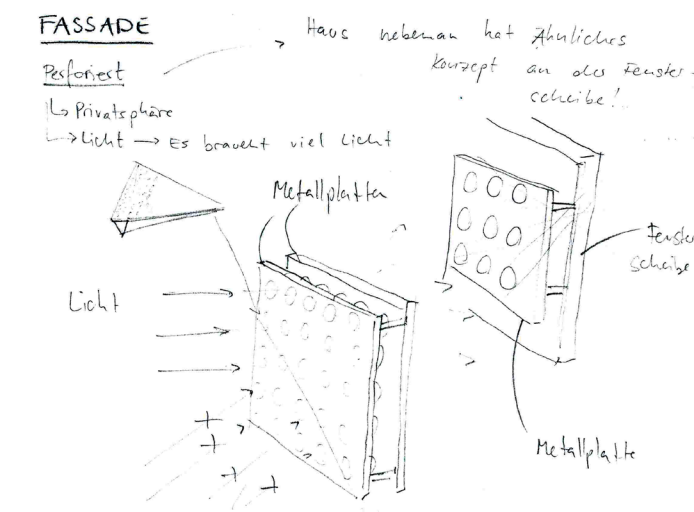 FASSADE
Perforiert
↳ Privatsphäre
→ Licht → Es braucht viel Licht
Haus nebenan hat Ähnliches
Konzept an der Fenster-
scheibe!
Metallplatten
Licht
Fenster
scheibe
Metallplatte